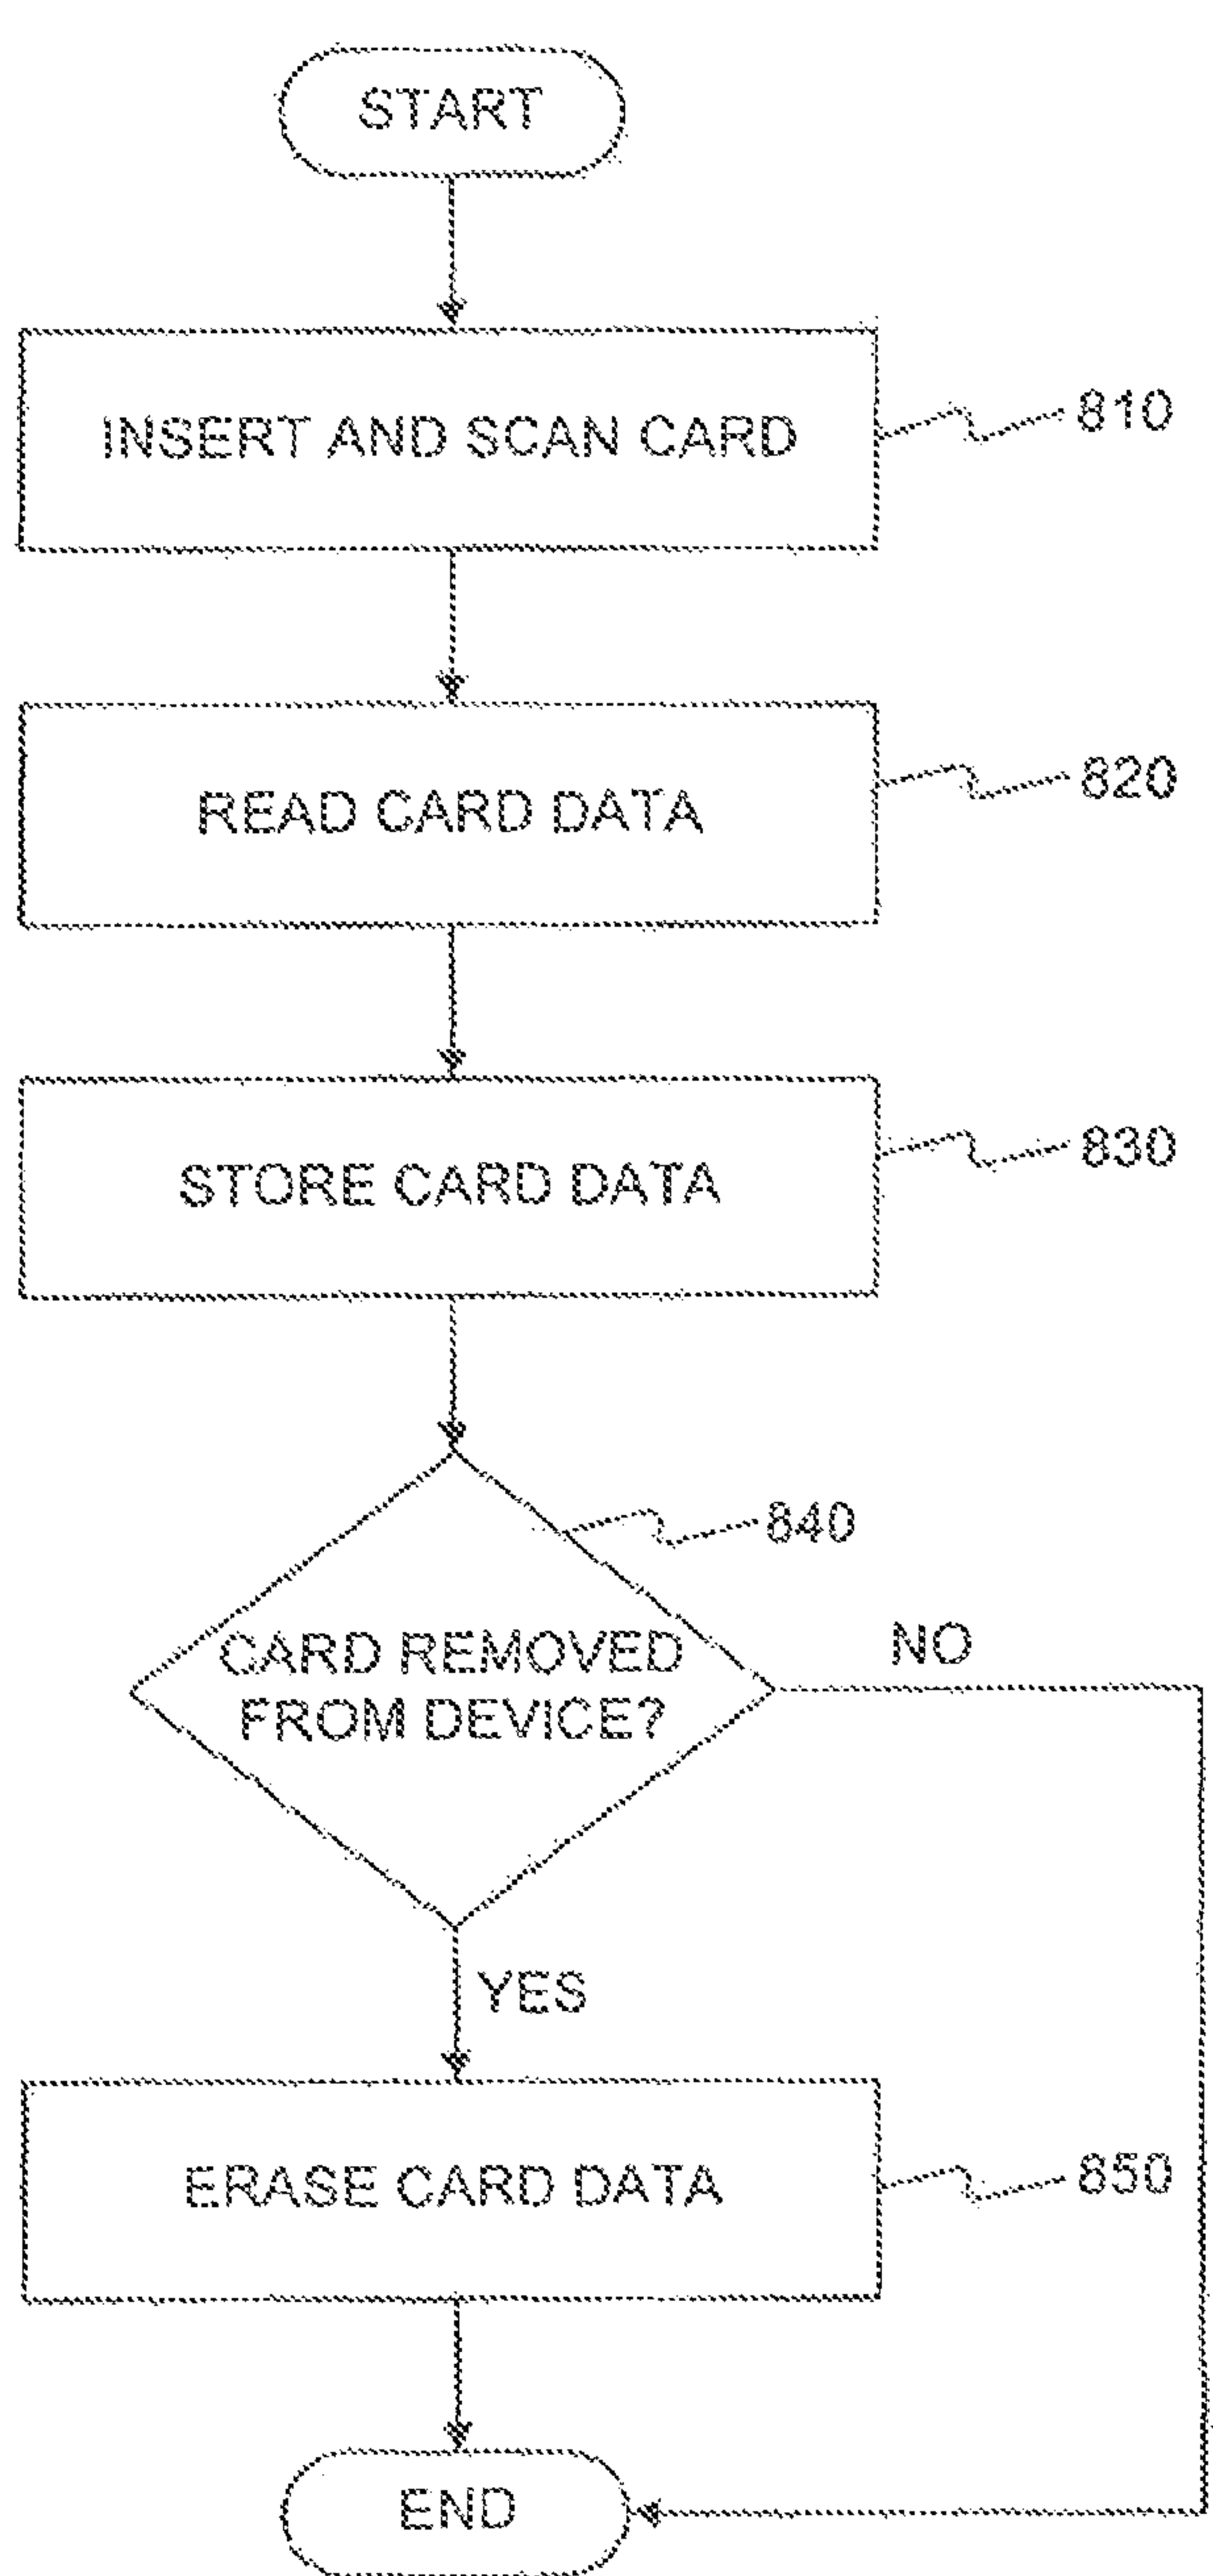 START
INSERT AND SCAN CARD
810
READ CARD DATA
820
STORE CARD DATA
830
840
CARD REMOVED
FROM DEVICE?
NO
YES
ERASE CARD DATA
850
END